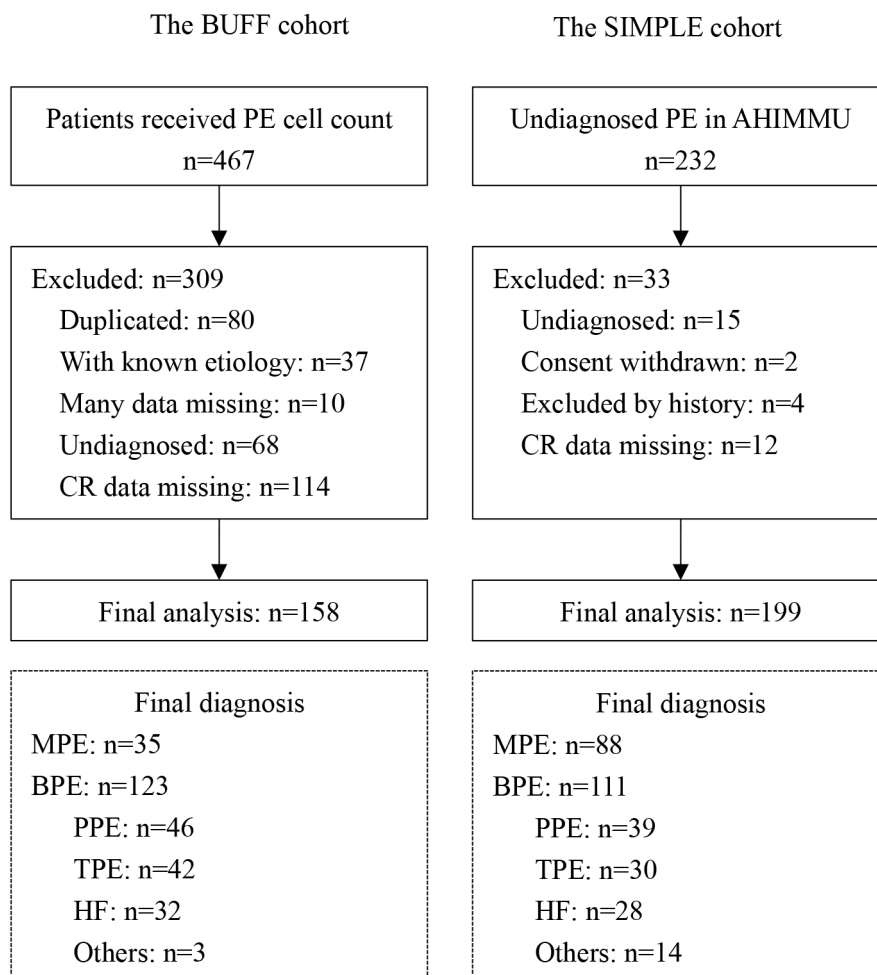 The BUFF cohort
Patients received PE cell count
n=467
Excluded: n=309
Duplicated: n=80
With known etiology: n=37
Many data missing: n=10
Undiagnosed: n=68
CR data missing: n=114
Final analysis: n=158
Final diagnosis
MPE: n=35
BPE: n=123
PPE: n=46
TPE: n=42
HF: n=32
Others: n=3
The SIMPLE cohort
Undiagnosed PE in AHIMMU
n=232
Excluded: n=33
Undiagnosed: n=15
Consent withdrawn: n=2
Excluded by history: n=4
CR data missing: n=12
Final analysis: n=199
Final diagnosis
MPE: n=88
BPE: n=111
PPE: n=39
TPE: n=30
HF: n=28
Others: n=14